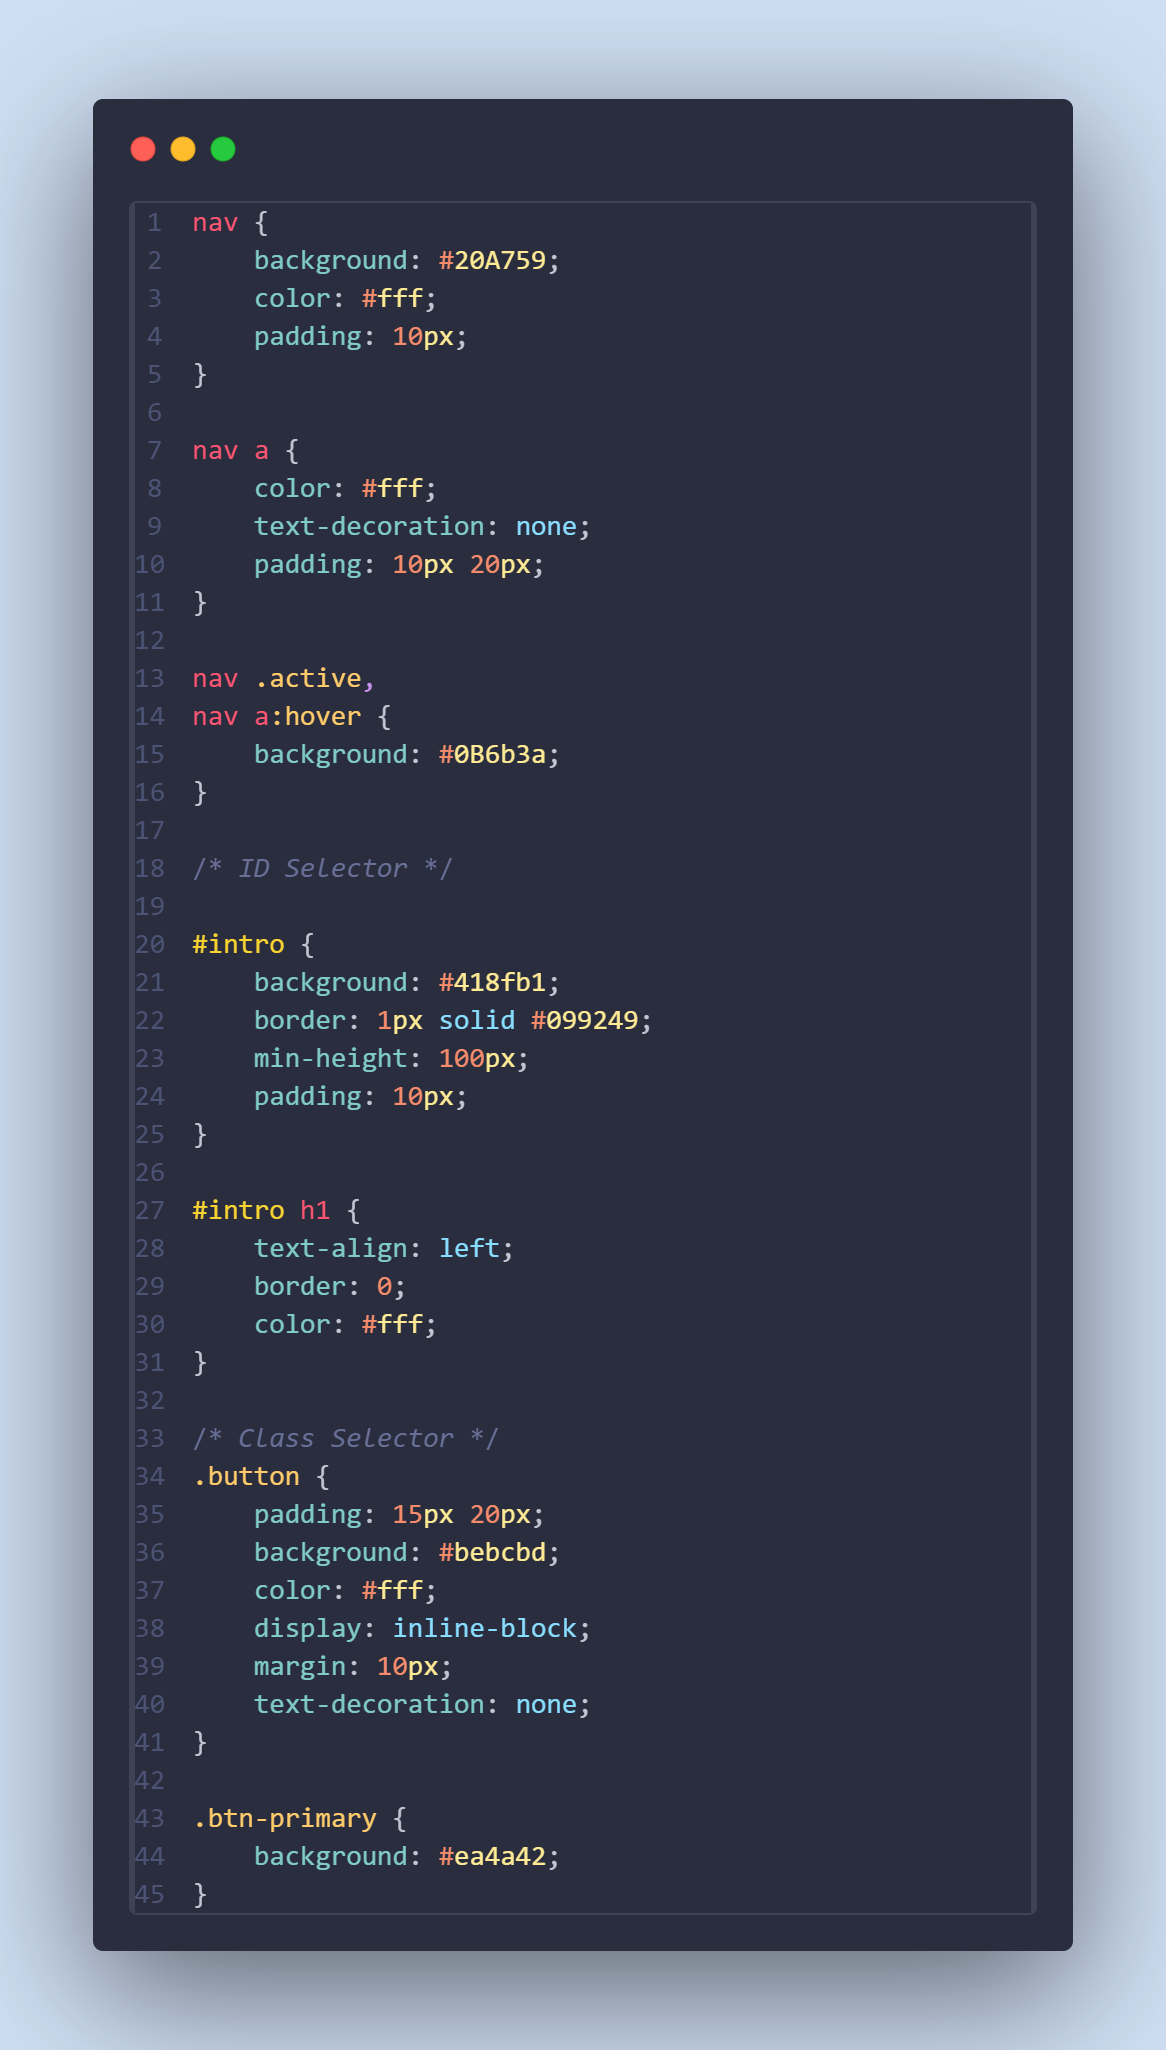 1 nav {
2     background: #20A759;
3     color: #fff;
4     padding: 10px;
5 }
6
7 nav a {
8     color: #fff;
9     text-decoration: none;
10     padding: 10px 20px;
11 }
12
13 nav .active,
14 nav a:hover {
15     background: #0B6b3a;
16 }
17
18 /* ID Selector */
19
20 #intro {
21     background: #418fb1;
22     border: 1px solid #099249;
23     min-height: 100px;
24     padding: 10px;
25 }
26
27 #intro h1 {
28     text-align: left;
29     border: 0;
30     color: #fff;
31 }
32
33 /* Class Selector */
34 .button {
35     padding: 15px 20px;
36     background: #bebcbd;
37     color: #fff;
38     display: inline-block;
39     margin: 10px;
40     text-decoration: none;
41 }
42
43 .btn-primary {
44     background: #ea4a42;
45 }